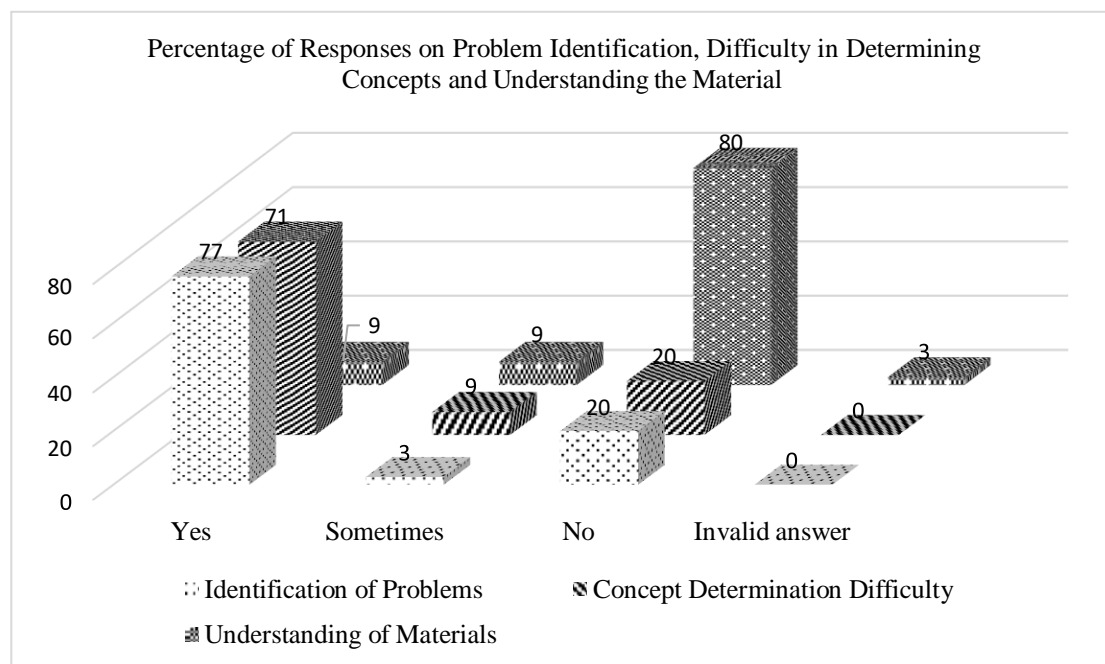 Percentage of Responses on Problem Identification, Difficulty in Determining
Concepts and Understanding the Material
80
71
77
9
9
3
80
20
9
60
20
0
40
3
0
20
0
Yes
Sometimes
No
Invalid answer
Identification of Problems
Concept Determination Difficulty
Understanding of Materials